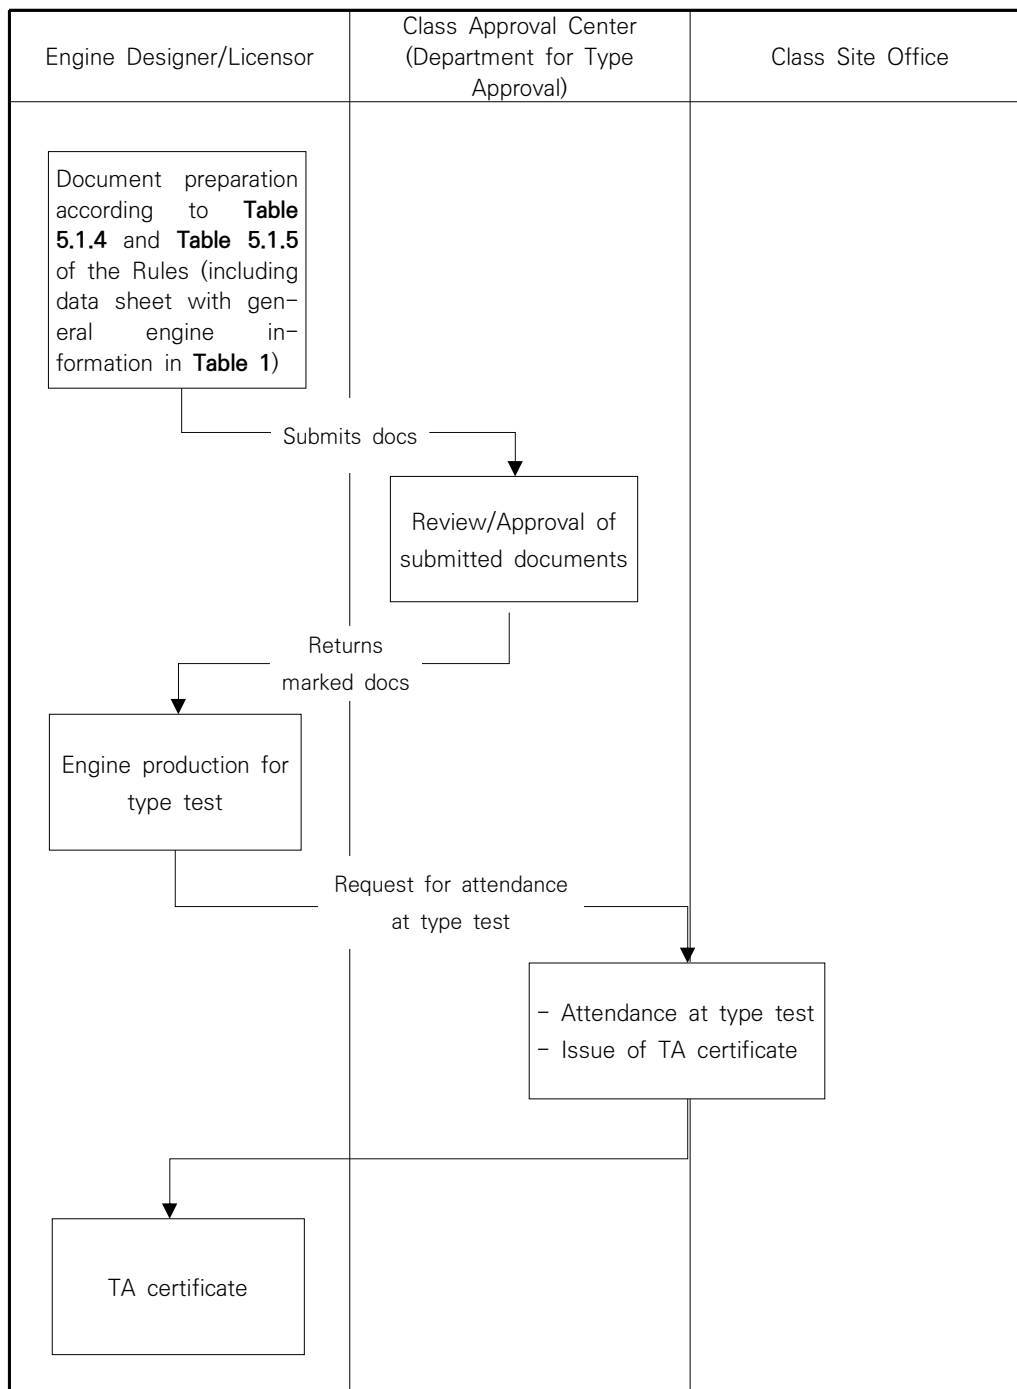 Engine Designer/Licensor
Class Approval Center
(Department for Type
Approval)
Class Site Office
Document preparation
according to Table
5.1.4 and Table 5.1.5
of the Rules (including
data sheet with gen-
eral engine in-
formation in Table 1)
Submits docs
Review/Approval of
submitted documents
Returns
marked docs
Engine production for
type test
Request for attendance
at type test
- Attendance at type test
- Issue of TA certificate
TA certificate